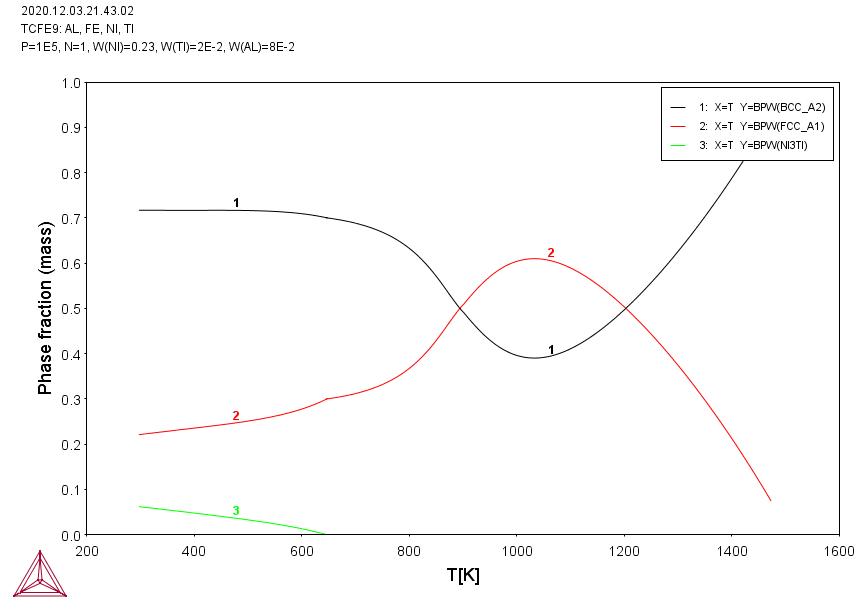 2020.12.03.21.43.02
TCFE9: AL, FE, NI, TI
P=1E5, N=1, W(NI)=0.23, W(TI)=2E-2, W(AL)=8E-2
1: X=T Y=BPW(BCC_A2)
2: X=T Y=BPW(FCC_A1)
3: X=T Y=BPW(NI3TI)
Phase fraction (mass)
1.0
0.9
0.8
0.7
0.6
0.5
0.4
0.3
0.2
0.1
0.0
1
2
2
1
3
200 400 600 800 1000 1200 1400 1600
T[K]